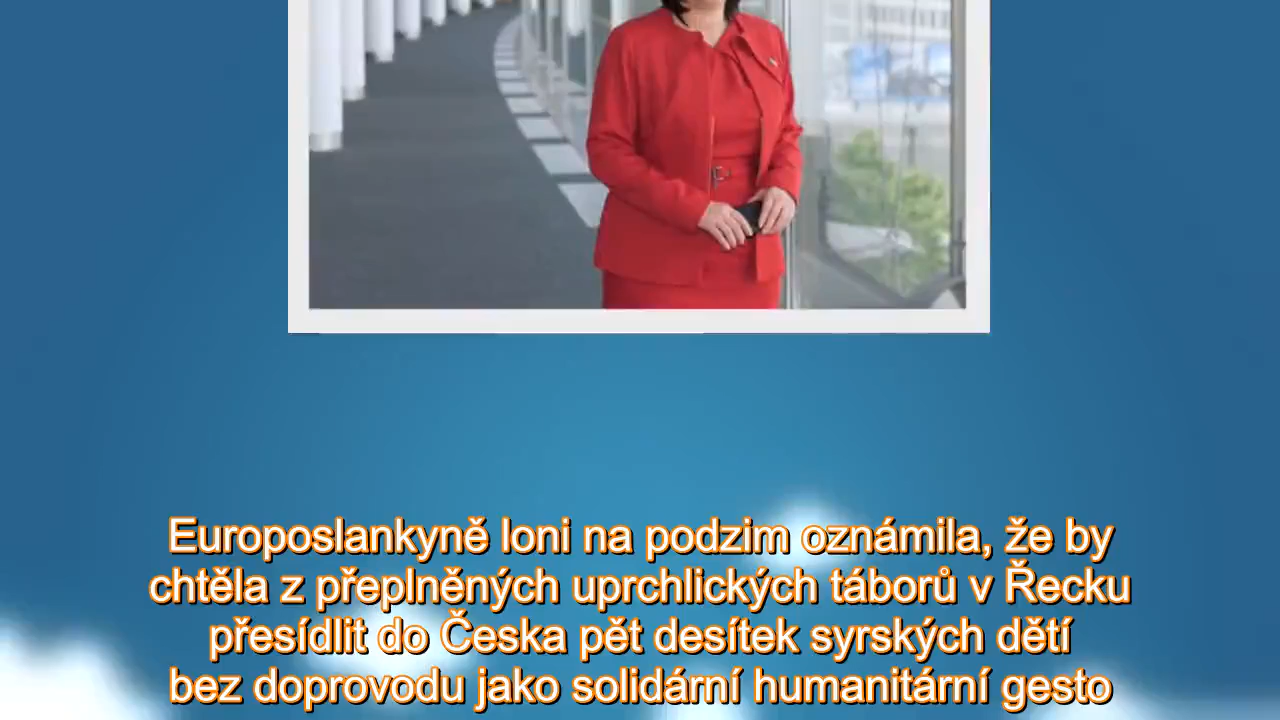 Europoslankyně loni na podzim oznámila, že by
chtěla z přeplněných uprchlických táborů v Řecku
přesídlit do Česka pět desítek syrských dětí
bez doprovodu jako solidární humanitární gesto